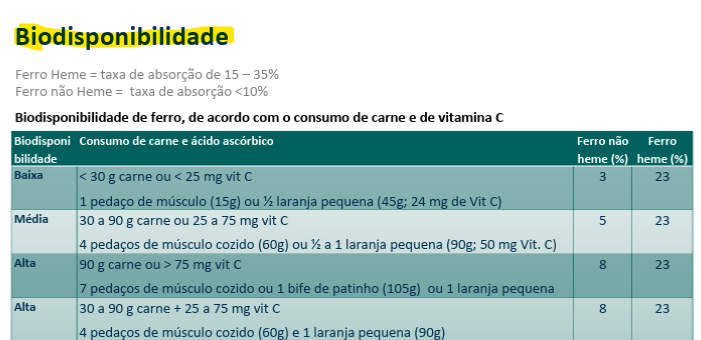 Biodisponibilidade
Ferro Heme = taxa de absorção de 15 – 35%
Ferro não Heme = taxa de absorção <10%
Biodisponibilidade de ferro, de acordo com o consumo de carne e de vitamina C
Biodisponi bilidade Consumo de carne e ácido ascórbico Ferro não heme (%) Ferro heme (%)
Baixa < 30 g carne ou < 25 mg vit C 3 23
1 pedaço de músculo (15g) ou ½ laranja pequena (45g; 24 mg de Vit C)
Média 30 a 90 g carne ou 25 a 75 mg vit C 5 23
4 pedaços de músculo cozido (60g) ou ½ a 1 laranja pequena (90g; 50 mg Vit. C)
Alta 90 g carne ou > 75 mg vit C 8 23
7 pedaços de músculo cozido ou 1 bife de patinho (105g) ou 1 laranja pequena
Alta 30 a 90 g carne + 25 a 75 mg vit C 8 23
4 pedaços de músculo cozido (60g) e 1 laranja pequena (90g)